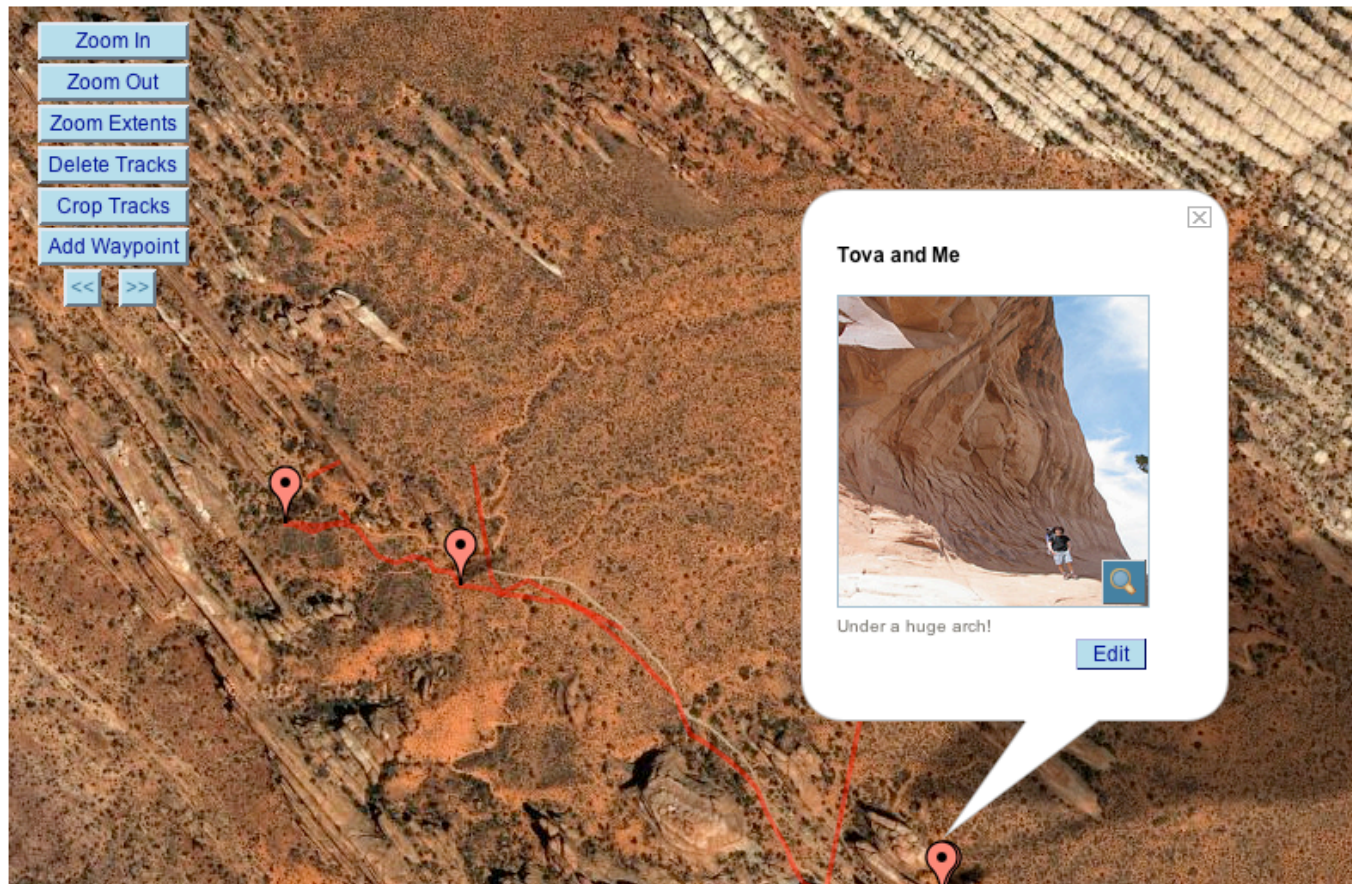 Zoom In
Zoom Out
Zoom Extents
Delete Tracks
Crop Tracks
Add Waypoint
<< >>
Tova and Me
Under a huge arch!
Edit